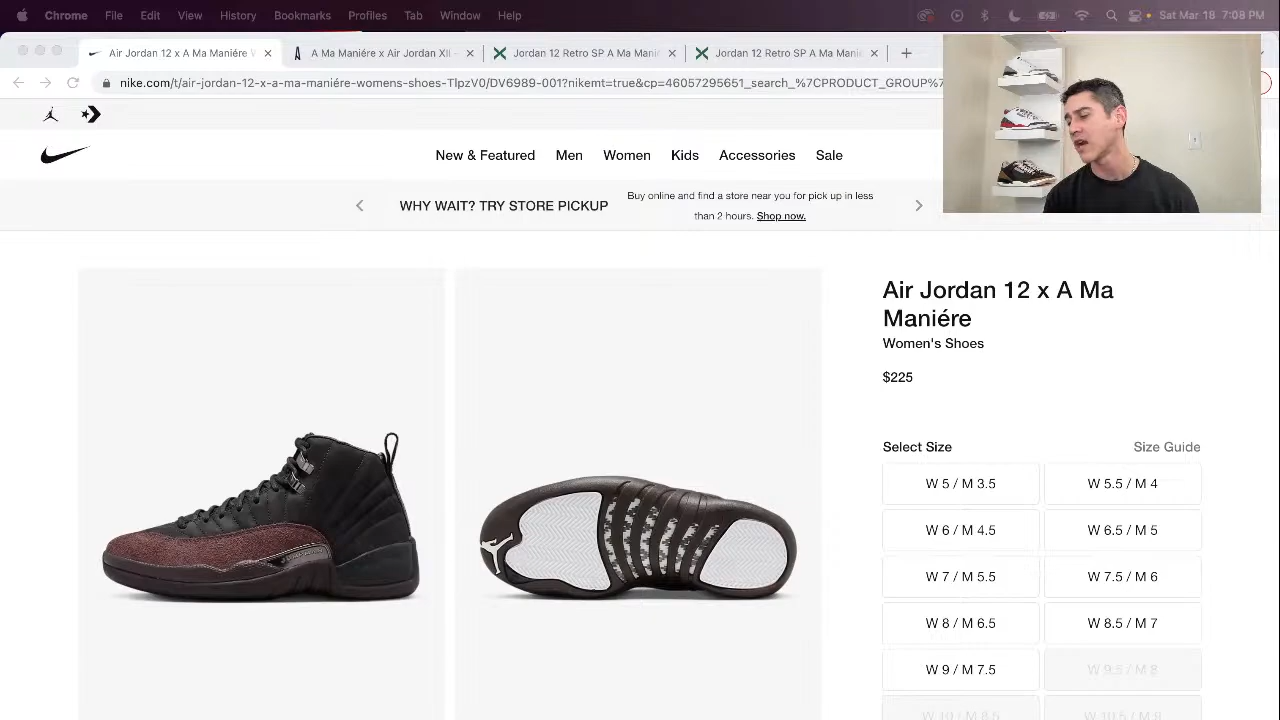 Chrome File Edit View History Bookmarks Profiles Tab Window Help Sat Mar 18 7:08 PM
Air Jordan 12 x A Ma Maniére W A Ma Maniére x Air Jordan XII - Jordan 12 Retro SP A Ma Mani Jordan 12 Retro SP A Ma Mani
nike.com/t/air-jordan-12-x-a-ma-maniere-womens-shoes-TlpzV0/DV6989-001?nikemt=true&cp=46057295651_search_%7CPRODUCT_GROUP%7
New & Featured Men Women Kids Accessories Sale
WHY WAIT? TRY STORE PICKUP
Buy online and find a store near you for pick up in less
than 2 hours. Shop now.
Air Jordan 12 x A Ma
Maniére
Women's Shoes
$225
Select Size Size Guide
W 5 / M 3.5 W 5.5 / M 4
W 6 / M 4.5 W 6.5 / M 5
W 7 / M 5.5 W 7.5 / M 6
W 8 / M 6.5 W 8.5 / M 7
W 9 / M 7.5 W 9.5 / M 8
W 10 / M 8.5 W 10.5 / M 9